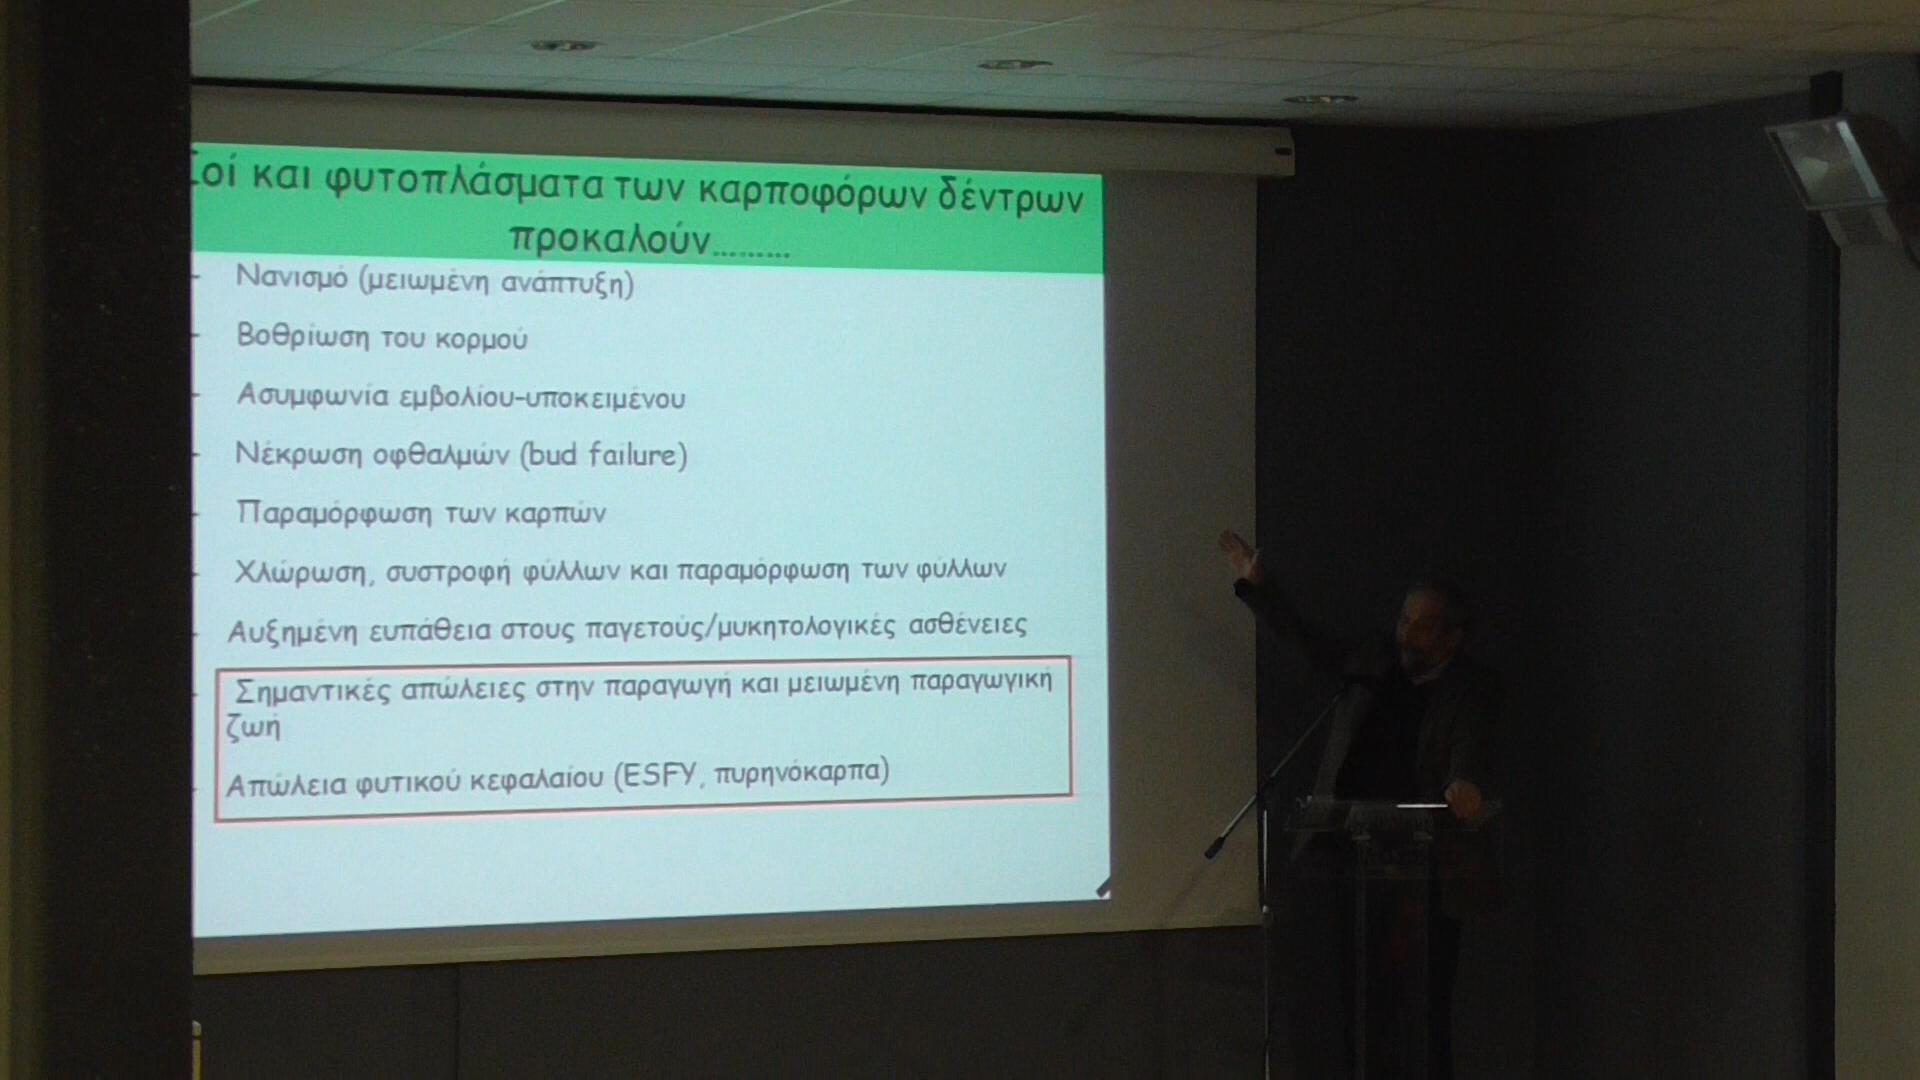 και φυτοπλάσματα των καρποφόρων δέντρων
προκαλούν.........
- Νανισμό (μειωμένη ανάπτυξη)
- Βοθρίωση του κορμού
- Ασυμφωνία εμβολίου-υποκειμένου
- Νέκρωση οφθαλμών (bud failure)
- Παραμόρφωση των καρπών
- Χλώρωση, συστροφή φύλλων και παραμόρφωση των φύλλων
- Αυξημένη ευπάθεια στους παγετούς/μυκητολογικές ασθένειες
- Σημαντικές απώλειες στην παραγωγή και μειωμένη παραγωγική
ζωή
- Απώλεια φυτικού κεφαλαίου (ESFY, πυρηνόκαρπα)